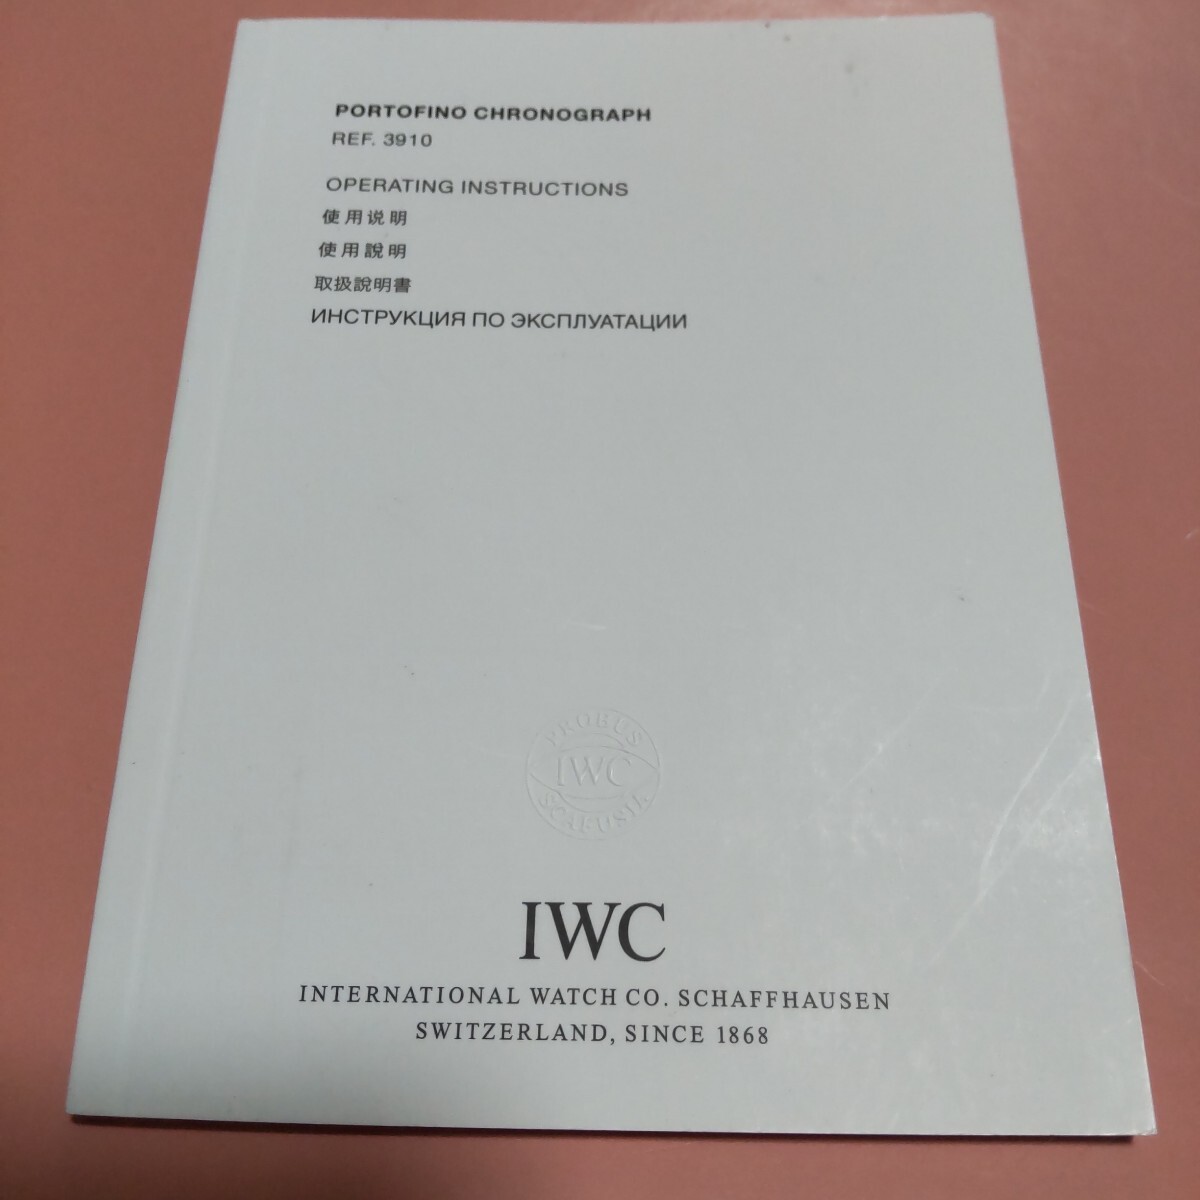 PORTOFINO CHRONOGRAPH
REF. 3910
OPERATING INSTRUCTIONS
使用说明
使用說明
取扱説明書
ИНСТРУКЦИЯ ПО ЭКСПЛУАТАЦИИ
PROBUS
IWC
SCAFUSIA
IWC
INTERNATIONAL WATCH CO. SCHAFFHAUSEN
SWITZERLAND, SINCE 1868